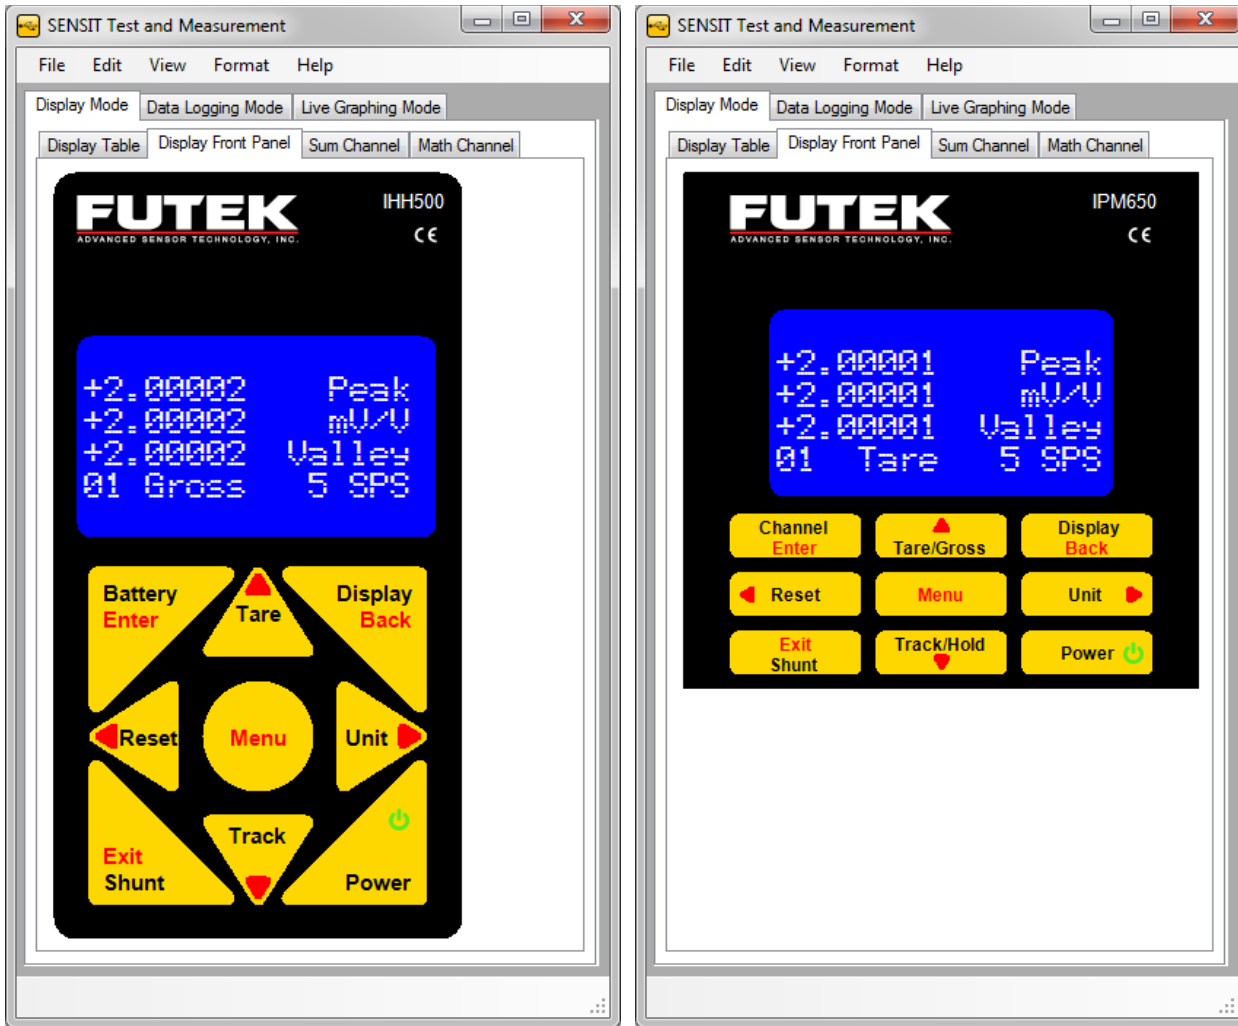 SENSIT Test and Measurement
File Edit View Format Help
Display Mode Data Logging Mode Live Graphing Mode
Display Table Display Front Panel Sum Channel Math Channel
FUTEK
ADVANCED SENSOR TECHNOLOGY, INC.
IHH500
CE
+2.00002 Peak
+2.00002 mV/V
+2.00002 Valley
01 Gross 5 SPS
Battery
Enter
Tare
Display
Back
Reset
Menu
Unit
Exit
Shunt
Track
Power
SENSIT Test and Measurement
File Edit View Format Help
Display Mode Data Logging Mode Live Graphing Mode
Display Table Display Front Panel Sum Channel Math Channel
FUTEK
ADVANCED SENSOR TECHNOLOGY, INC.
IPM650
CE
+2.00001 Peak
+2.00001 mV/V
+2.00001 Valley
01 Tare 5 SPS
Channel
Enter
Tare/Gross
Display
Back
Reset
Menu
Unit
Exit
Shunt
Track/Hold
Power